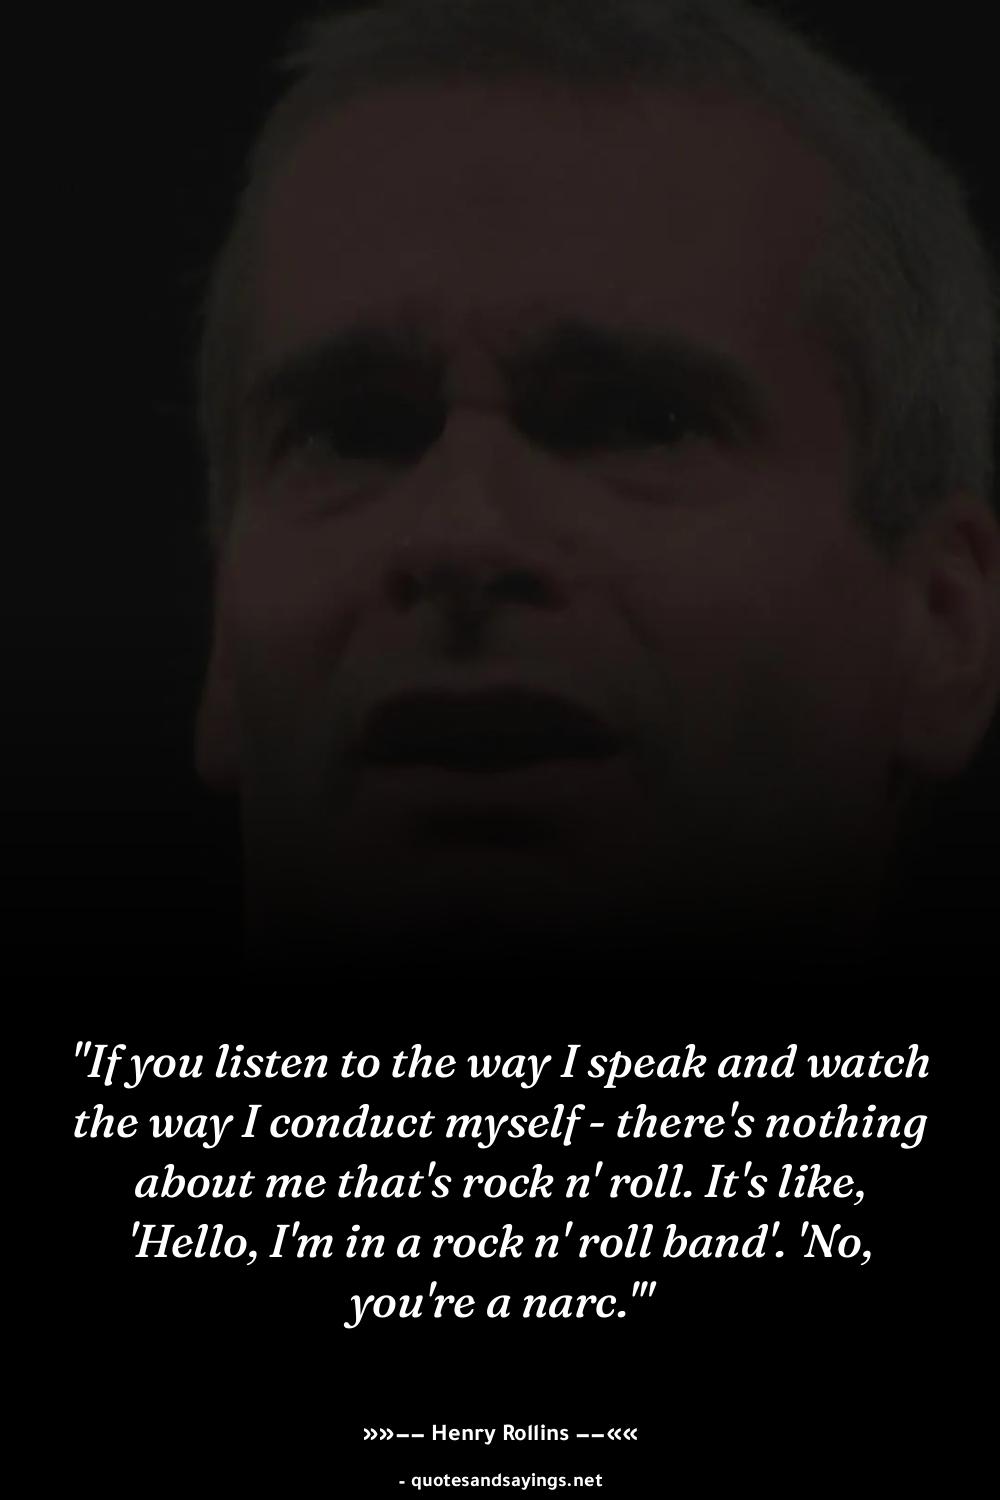 "If you listen to the way I speak and watch
the way I conduct myself - there's nothing
about me that's rock n' roll. It's like,
'Hello, I'm in a rock n' roll band'. 'No,
you're a narc.'"
»»−− Henry Rollins −−««
- quotesandsayings.net